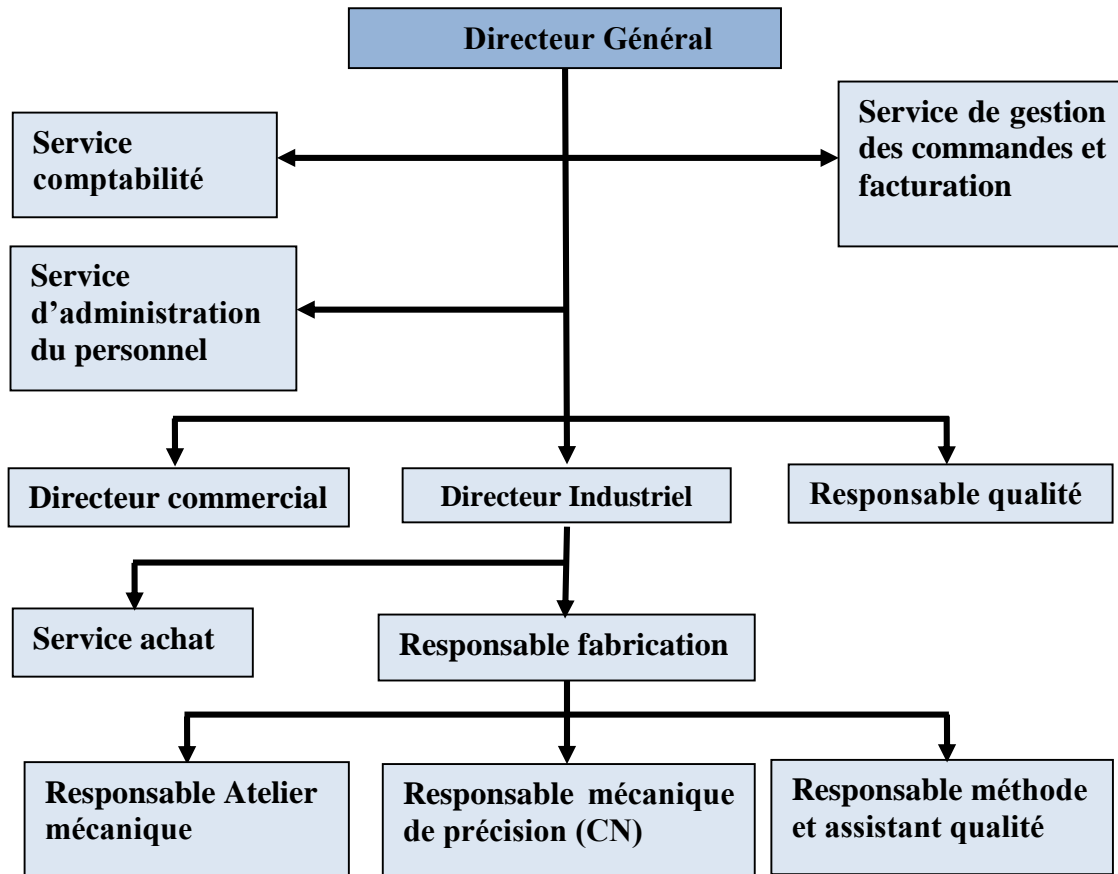 Directeur Général
Service
comptabilité
Service de gestion
des commandes et
facturation
Service
d’administration
du personnel
Directeur commercial
Directeur Industriel
Responsable qualité
Service achat
Responsable fabrication
Responsable Atelier
mécanique
Responsable mécanique
de précision (CN)
Responsable méthode
et assistant qualité